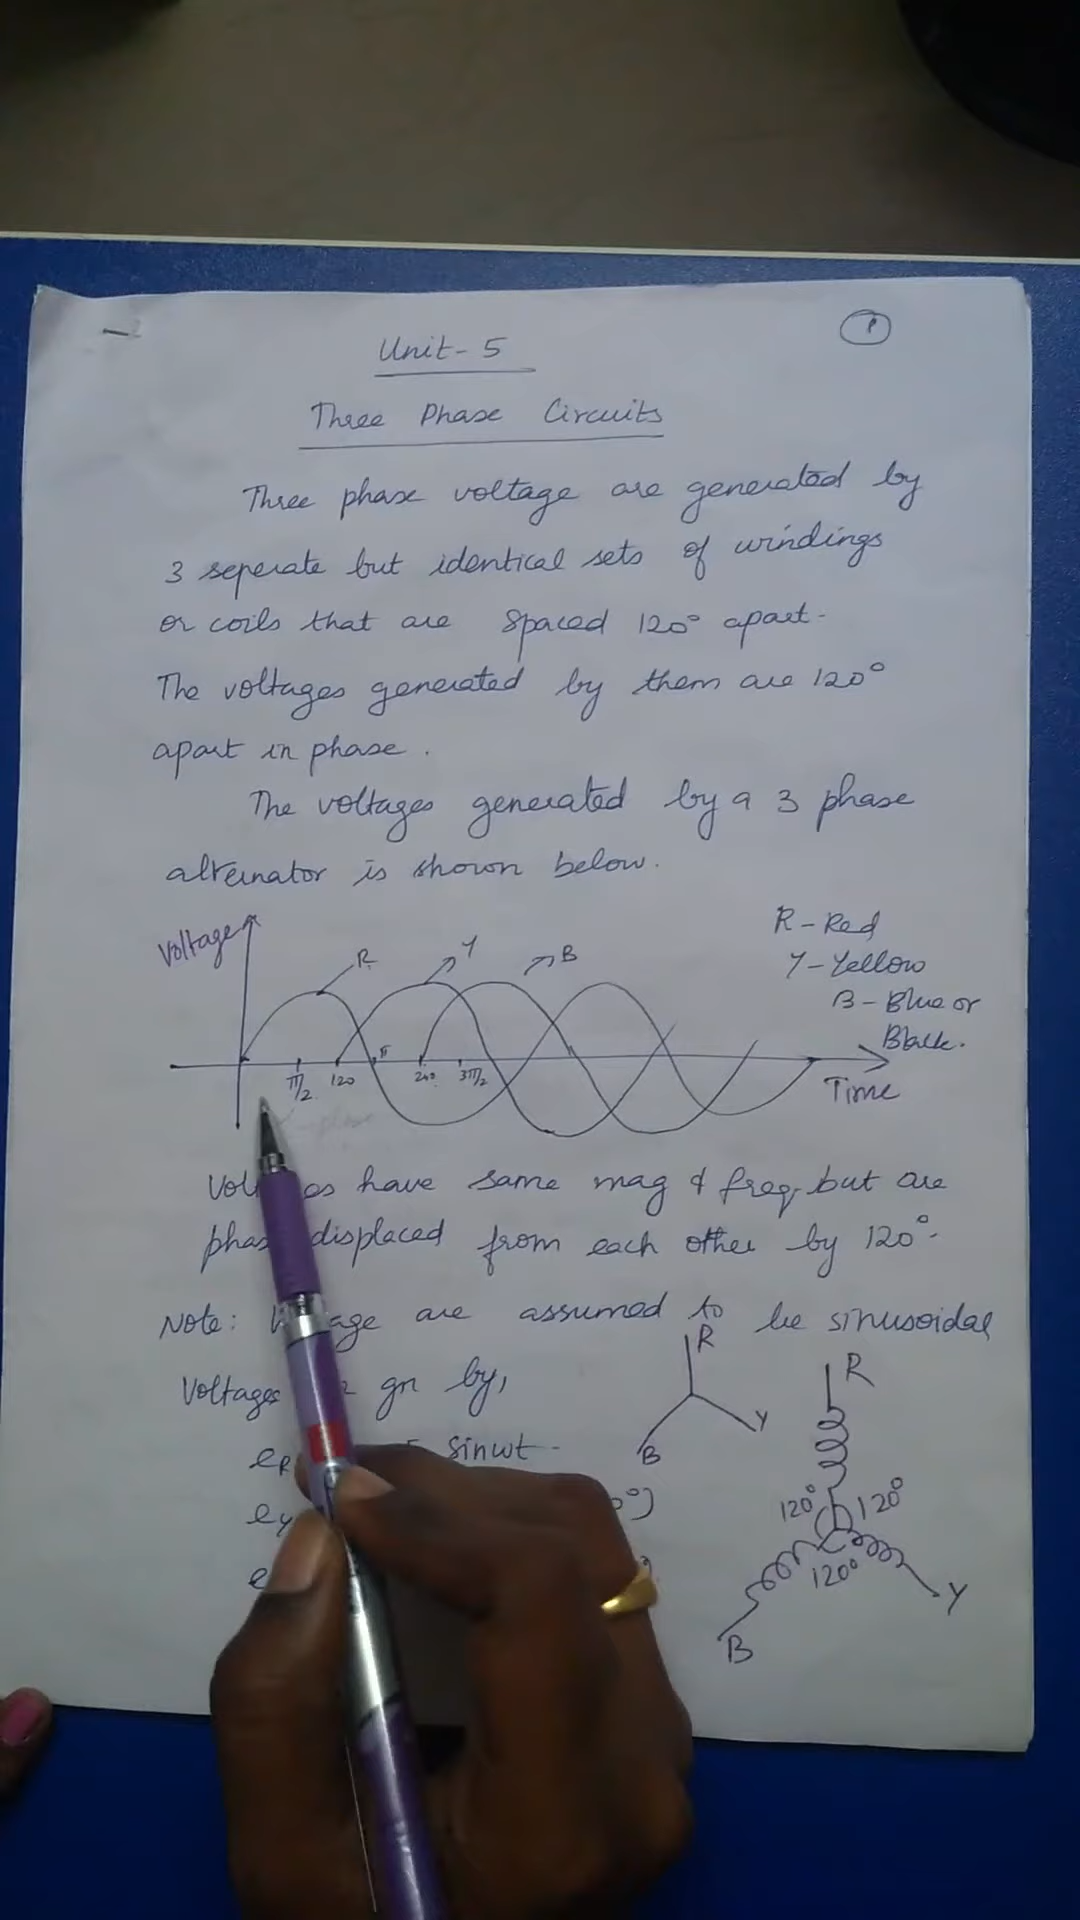 1
Unit - 5
Three Phase Circuits
Three phase voltage are generated by
3 seperate but identical sets of windings
or coils that are spaced 120° apart.
The voltages generated by them are 120°
apart in phase.
The voltages generated by a 3 phase
alternator is shown below.
Voltage
R
Y
B
R - Red
Y - Yellow
B - Blue or
Black.
π/2 120 π 240 3π/2
Time
have same mag & freq, but are
displaced from each other by 120°.
Note: are assumed to be sinusoidal
Voltages gn by,
e_R sinωt
e_Y 0°)
e
R
Y
B
R
120° 120°
120°
B
Y